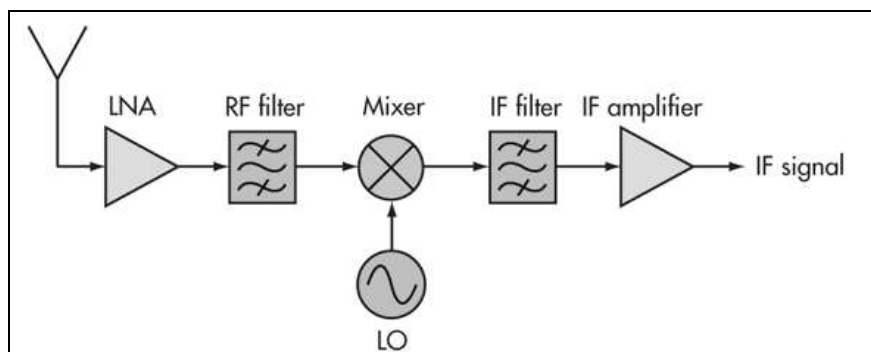 LNA
RF filter
Mixer
IF filter
IF amplifier
IF signal
LO